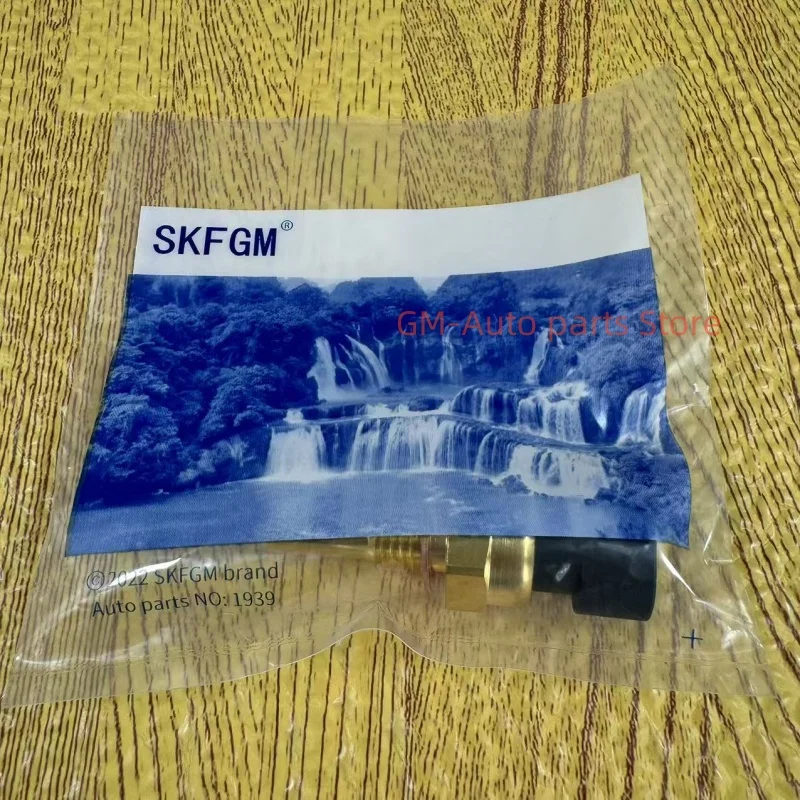 SKFGM®
GM-Auto parts Store
©2022 SKFGM brand
Auto parts NO: 1939